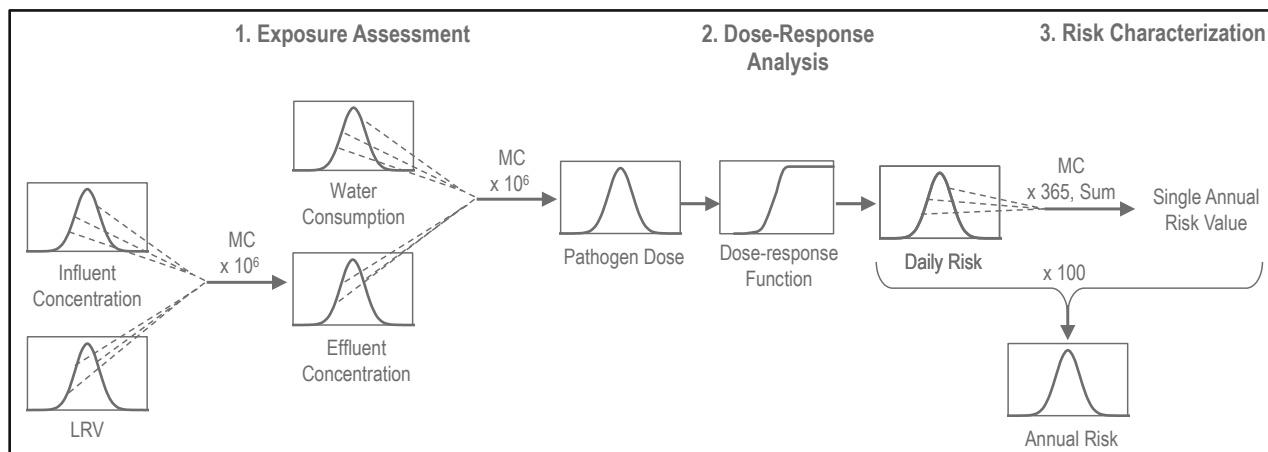 1. Exposure Assessment
2. Dose-Response
Analysis
3. Risk Characterization
Influent
Concentration
LRV
MC
x 10⁶
Water
Consumption
Effluent
Concentration
MC
x 10⁶
Pathogen Dose
Dose-response
Function
Daily Risk
MC
x 365, Sum
Single Annual
Risk Value
x 100
Annual Risk